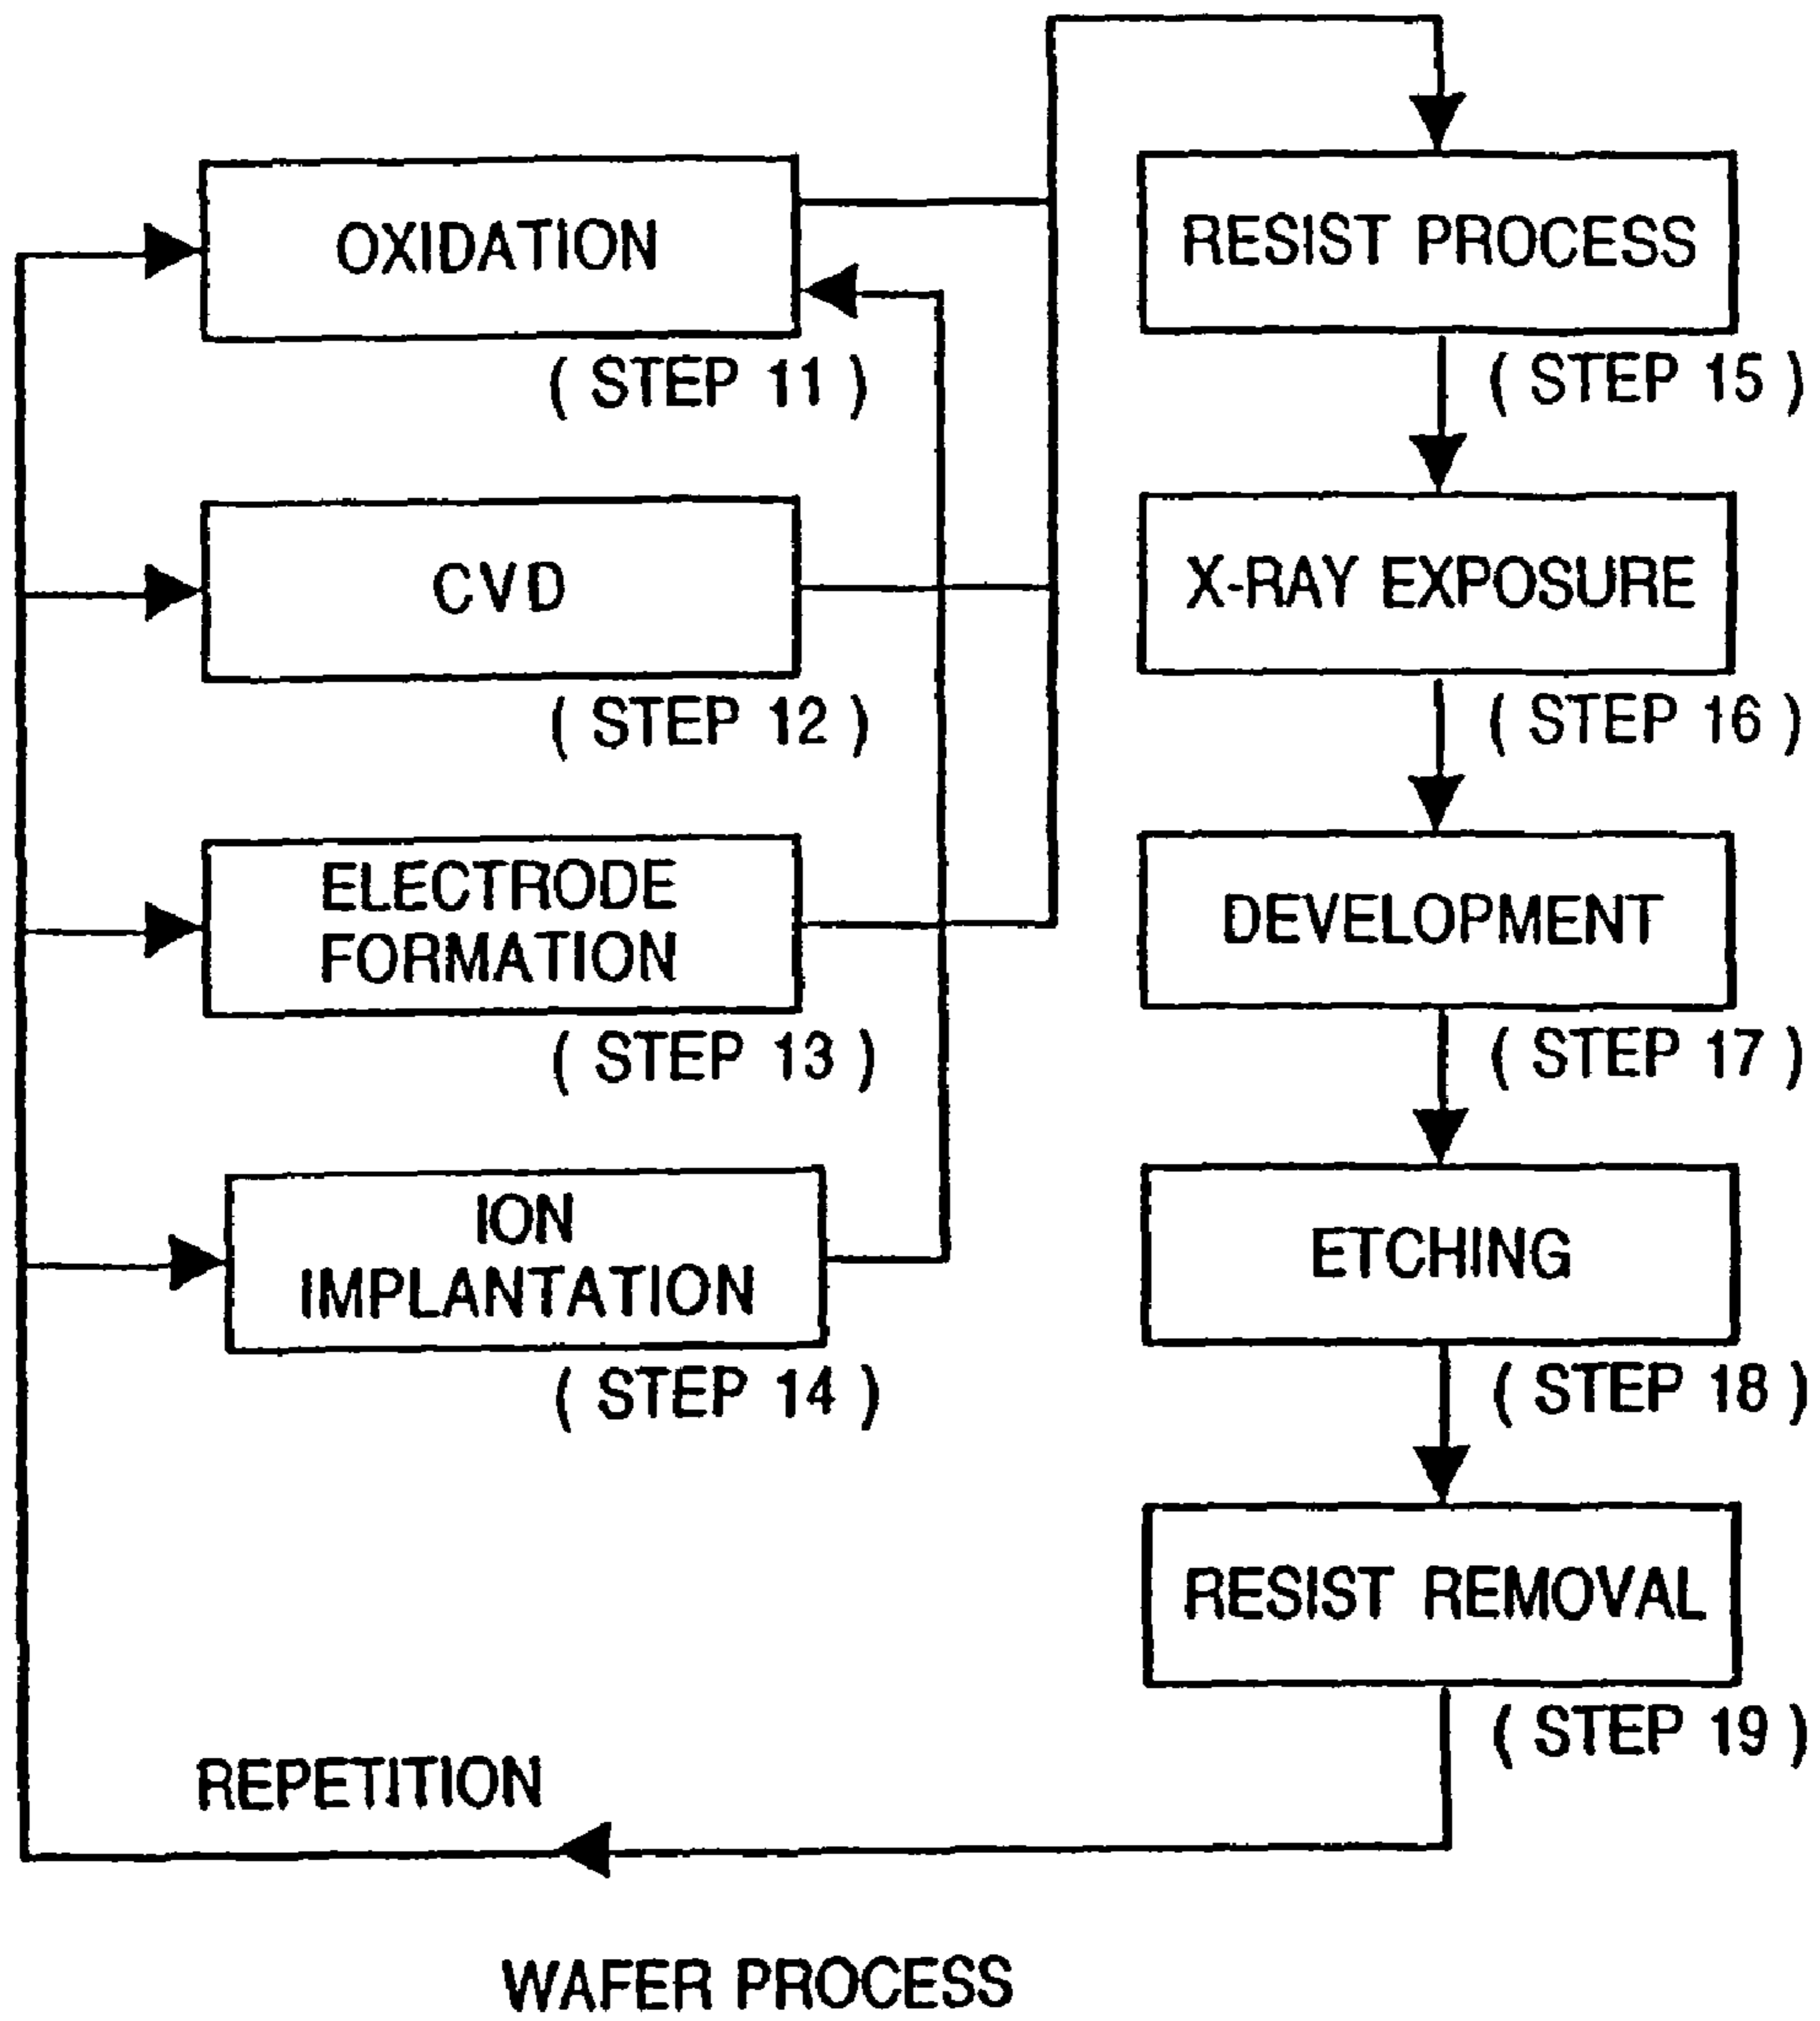 OXIDATION
( STEP 11 )
CVD
( STEP 12 )
ELECTRODE
FORMATION
( STEP 13 )
ION
IMPLANTATION
( STEP 14 )
RESIST PROCESS
( STEP 15 )
X-RAY EXPOSURE
( STEP 16 )
DEVELOPMENT
( STEP 17 )
ETCHING
( STEP 18 )
RESIST REMOVAL
( STEP 19 )
REPETITION
WAFER PROCESS